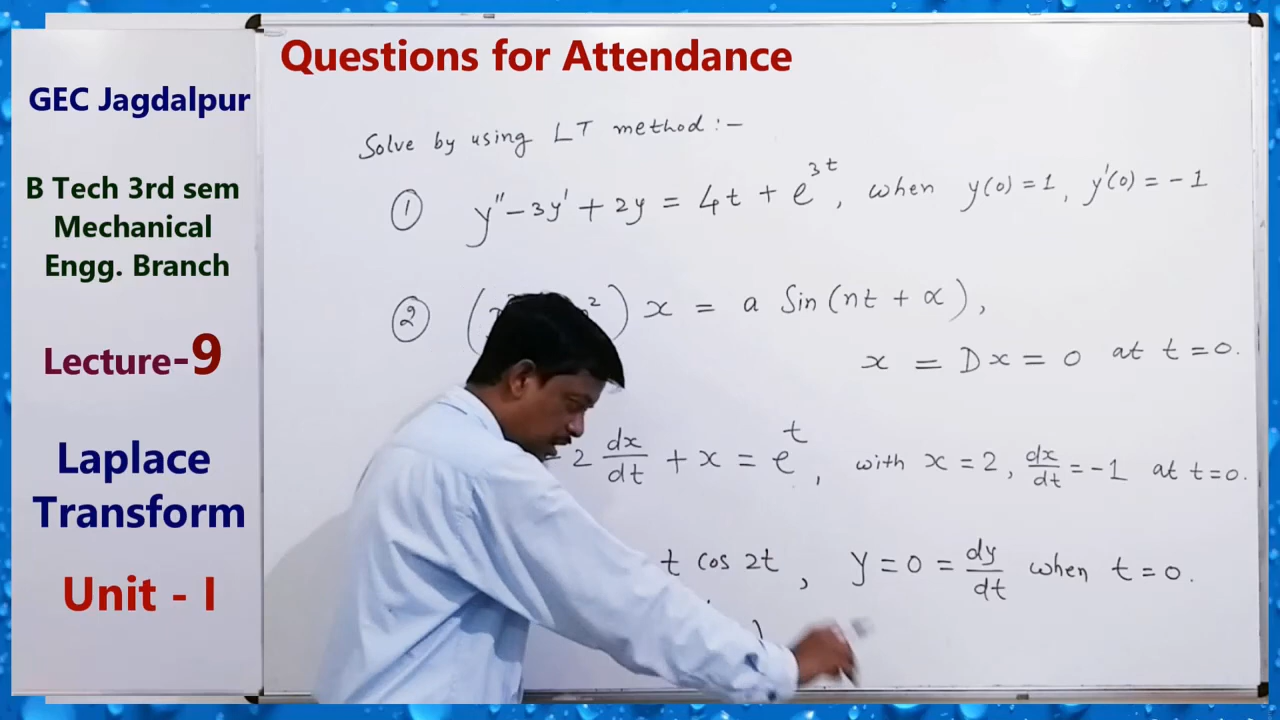 Questions for Attendance
GEC Jagdalpur
B Tech 3rd sem
Mechanical
Engg. Branch
Lecture-9
Laplace
Transform
Unit - I
Solve by using LT method :-
① y'' - 3y' + 2y = 4t + e^{3t}, when y(0) = 1, y'(0) = -1
② ( ²) x = a Sin(nt + α),
x = Dx = 0 at t = 0.
- 2 dx/dt + x = e^t, with x = 2, dx/dt = -1 at t = 0.
t cos 2t, y = 0 = dy/dt when t = 0.